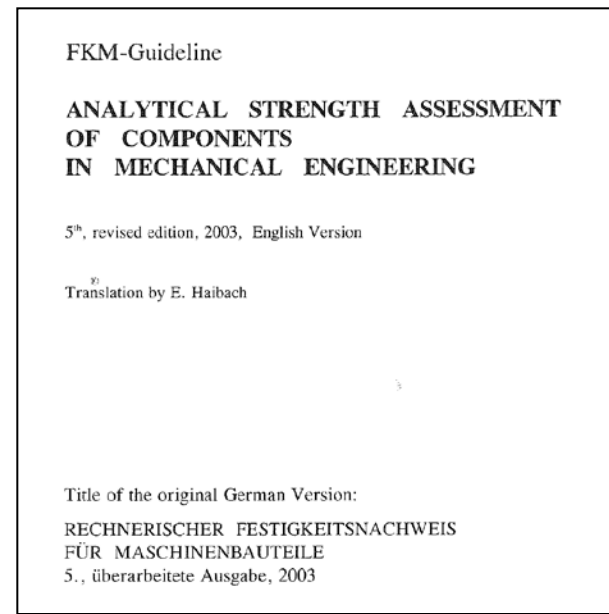 FKM-Guideline
ANALYTICAL STRENGTH ASSESSMENT
OF COMPONENTS
IN MECHANICAL ENGINEERING
5th, revised edition, 2003, English Version
Translation by E. Haibach
Title of the original German Version:
RECHNERISCHER FESTIGKEITSNACHWEIS
FÜR MASCHINENBAUTEILE
5., überarbeitete Ausgabe, 2003